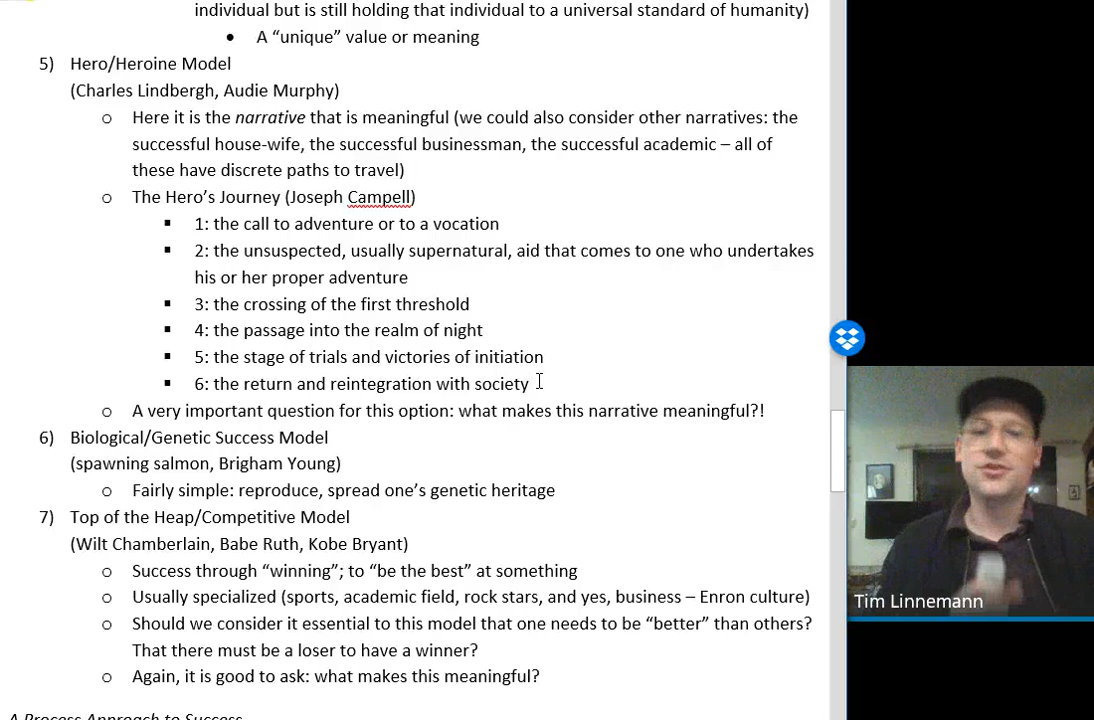 individual but is still holding that individual to a universal standard of humanity)
• A “unique” value or meaning
5) Hero/Heroine Model
(Charles Lindbergh, Audie Murphy)
o Here it is the narrative that is meaningful (we could also consider other narratives: the
successful house-wife, the successful businessman, the successful academic – all of
these have discrete paths to travel)
o The Hero’s Journey (Joseph Campell)
▪ 1: the call to adventure or to a vocation
▪ 2: the unsuspected, usually supernatural, aid that comes to one who undertakes
his or her proper adventure
▪ 3: the crossing of the first threshold
▪ 4: the passage into the realm of night
▪ 5: the stage of trials and victories of initiation
▪ 6: the return and reintegration with society
o A very important question for this option: what makes this narrative meaningful?!
6) Biological/Genetic Success Model
(spawning salmon, Brigham Young)
o Fairly simple: reproduce, spread one’s genetic heritage
7) Top of the Heap/Competitive Model
(Wilt Chamberlain, Babe Ruth, Kobe Bryant)
o Success through “winning”; to “be the best” at something
o Usually specialized (sports, academic field, rock stars, and yes, business – Enron culture)
o Should we consider it essential to this model that one needs to be “better” than others?
That there must be a loser to have a winner?
o Again, it is good to ask: what makes this meaningful?
A Process Approach to Success
Tim Linnemann